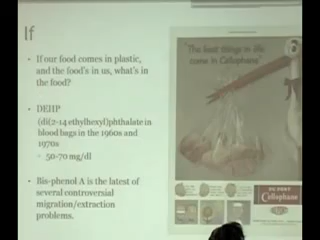 If
• If our food comes in plastic,
and the food's in us, what's in
the food?
• DEHP
(di(2-14 ethylhexyl)phthalate in
blood bags in the 1960s and
1970s
- 50-70 mg/dl
• Bis-phenol A is the latest of
several controversial
migration/extraction
problems.
"The best things in life
come in Cellophane"
DU PONT
Cellophane